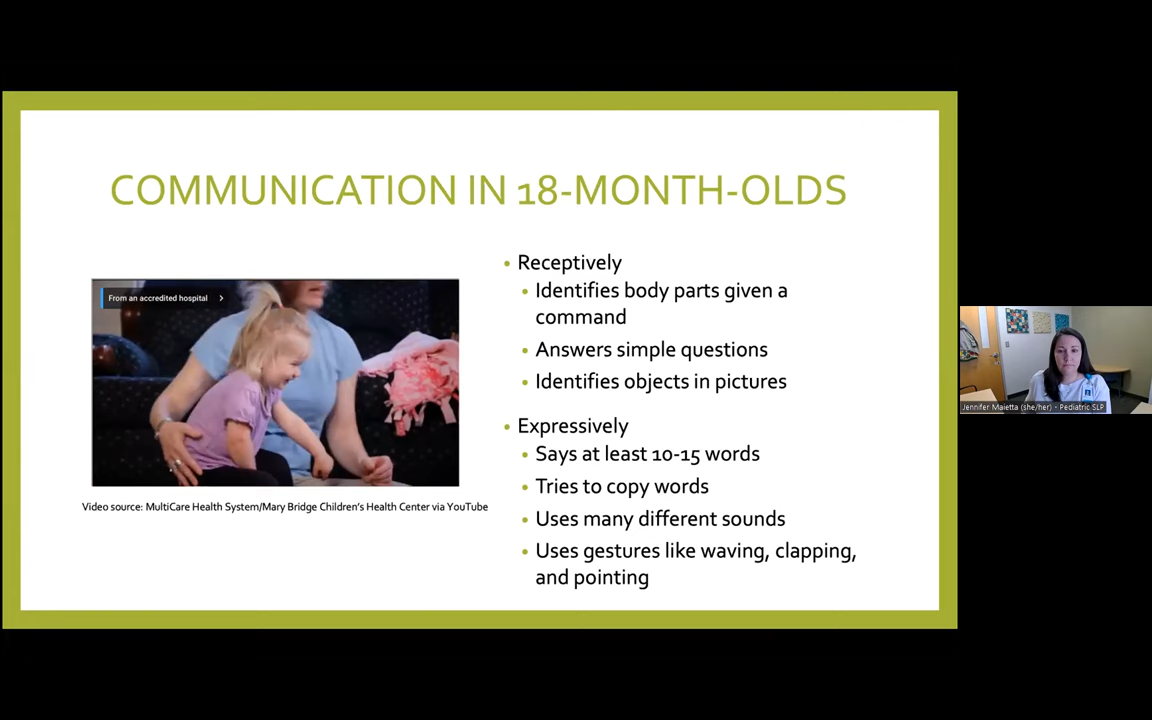 COMMUNICATION IN 18-MONTH-OLDS
From an accredited hospital
Video source: MultiCare Health System/Mary Bridge Children's Health Center via YouTube
• Receptively
• Identifies body parts given a
command
• Answers simple questions
• Identifies objects in pictures
• Expressively
• Says at least 10-15 words
• Tries to copy words
• Uses many different sounds
• Uses gestures like waving, clapping,
and pointing
Jennifer Maietta (she/her) - Pediatric SLP